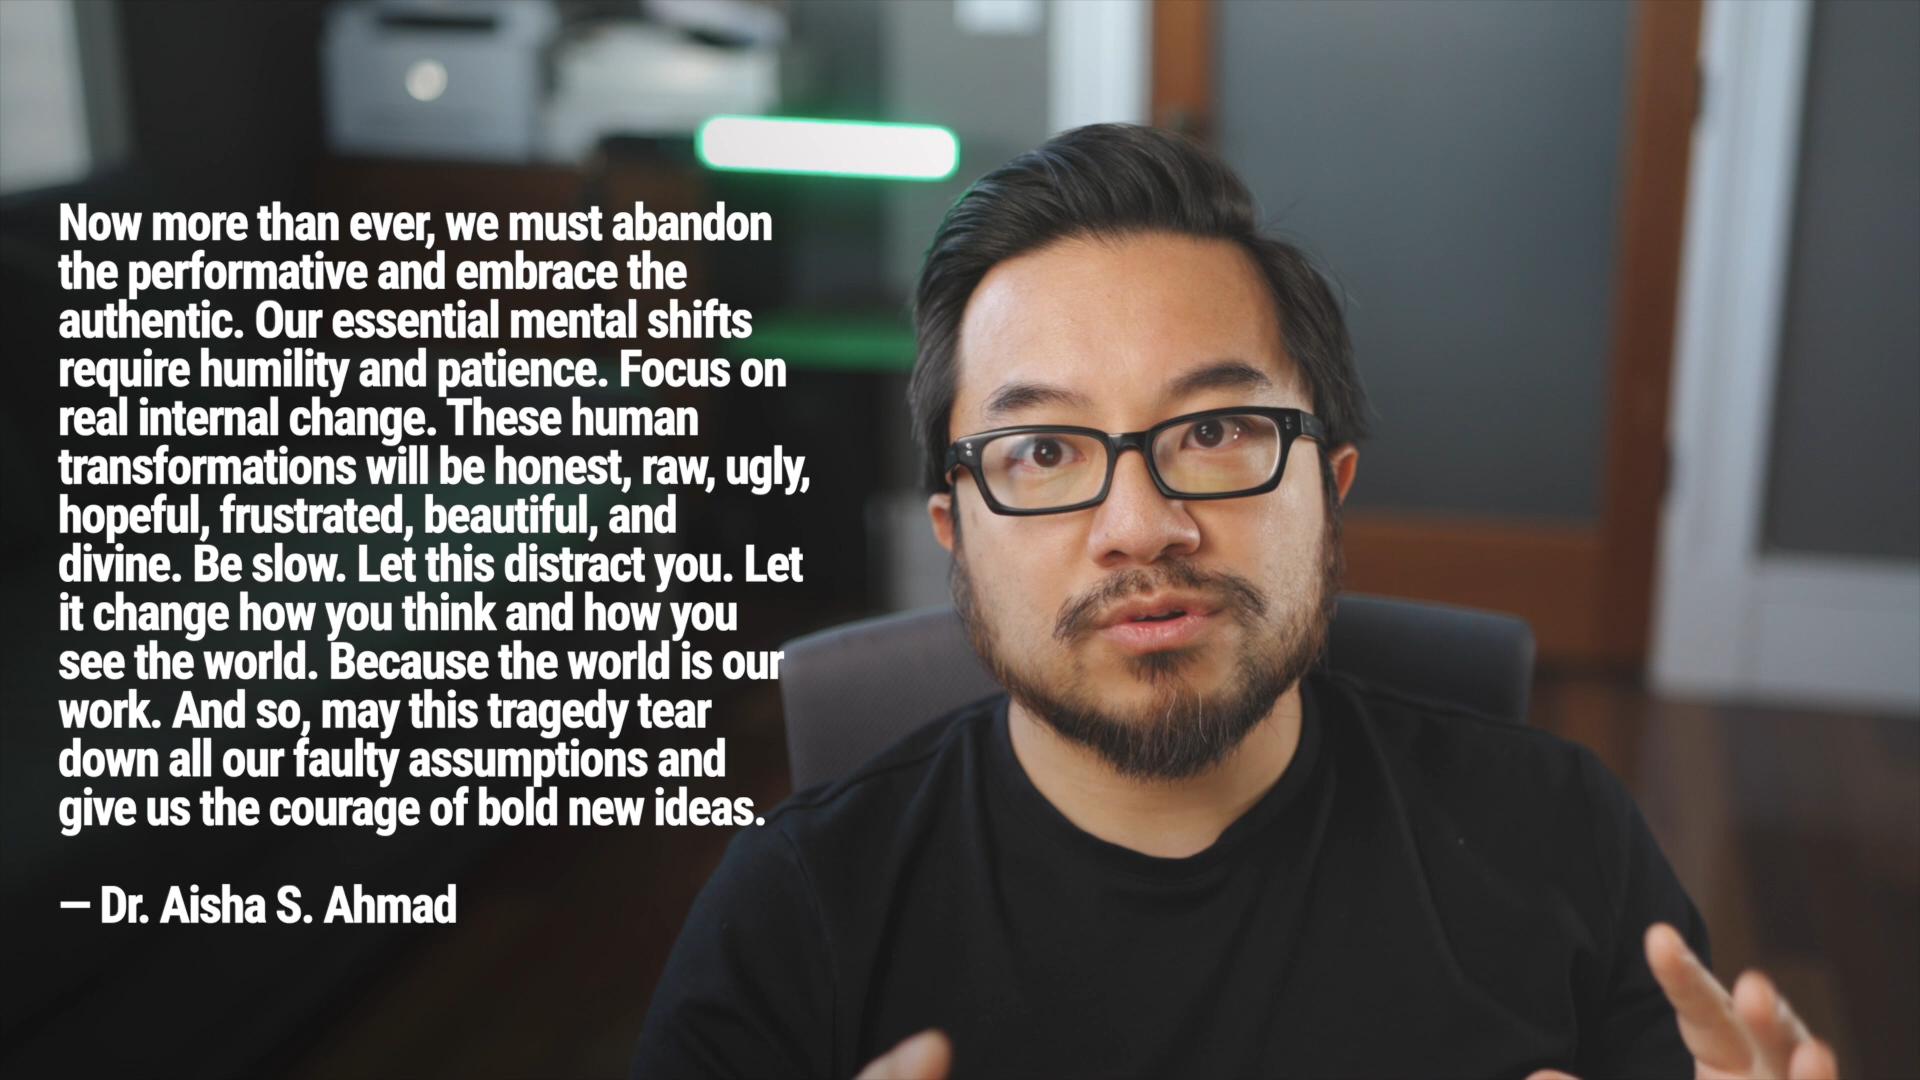 Now more than ever, we must abandon
the performative and embrace the
authentic. Our essential mental shifts
require humility and patience. Focus on
real internal change. These human
transformations will be honest, raw, ugly,
hopeful, frustrated, beautiful, and
divine. Be slow. Let this distract you. Let
it change how you think and how you
see the world. Because the world is our
work. And so, may this tragedy tear
down all our faulty assumptions and
give us the courage of bold new ideas.
— Dr. Aisha S. Ahmad